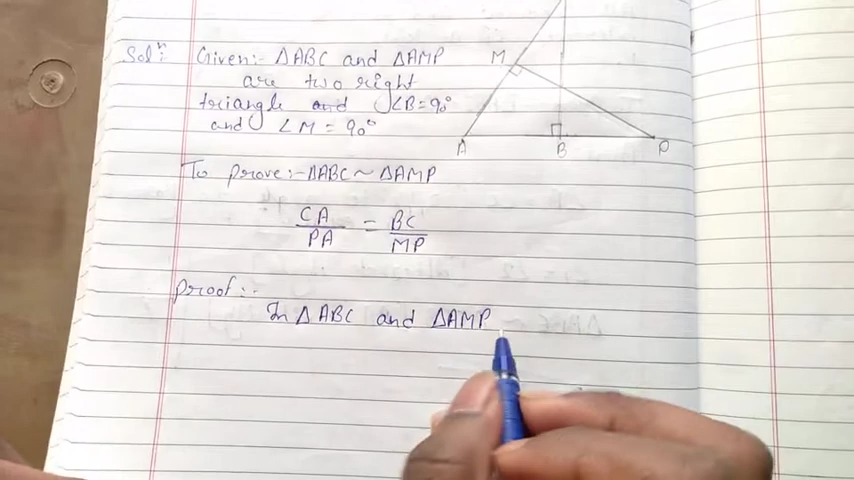 Solⁿ: Given:- ΔABC and ΔAMP
are two right
triangle and ∠B=90°
and ∠M = 90°
M
A B P
To prove:- ΔABC ~ ΔAMP
CA/PA = BC/MP
Proof:-
In ΔABC and ΔAMP